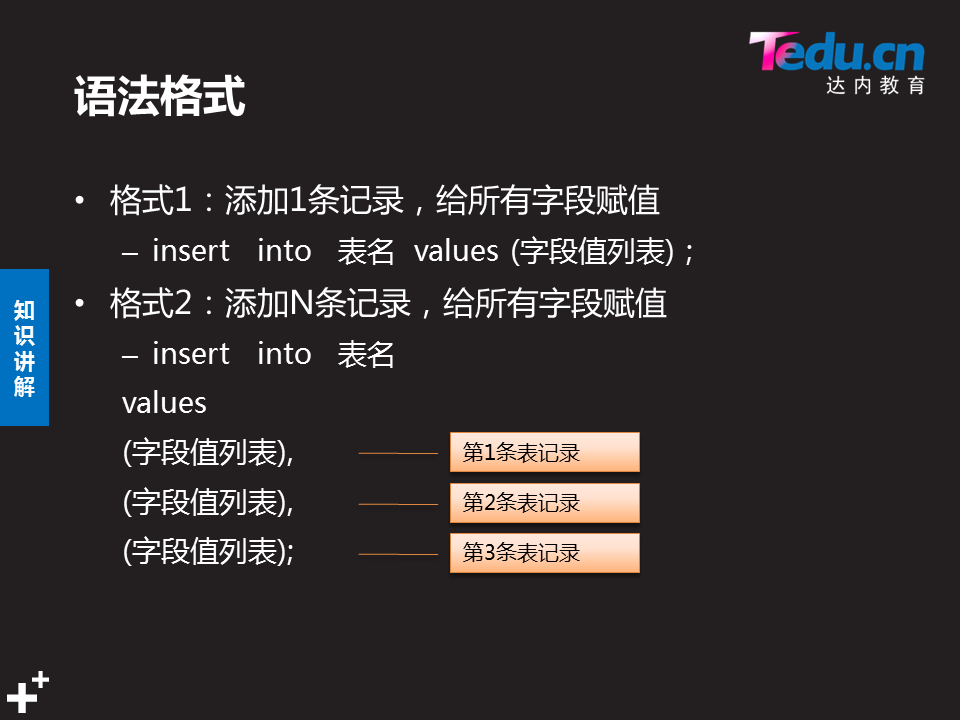 Tedu.cn
达内教育
语法格式
• 格式1：添加1条记录，给所有字段赋值
– insert into 表名 values (字段值列表)；
• 格式2：添加N条记录，给所有字段赋值
– insert into 表名
values
(字段值列表), 第1条表记录
(字段值列表), 第2条表记录
(字段值列表); 第3条表记录
知识讲解